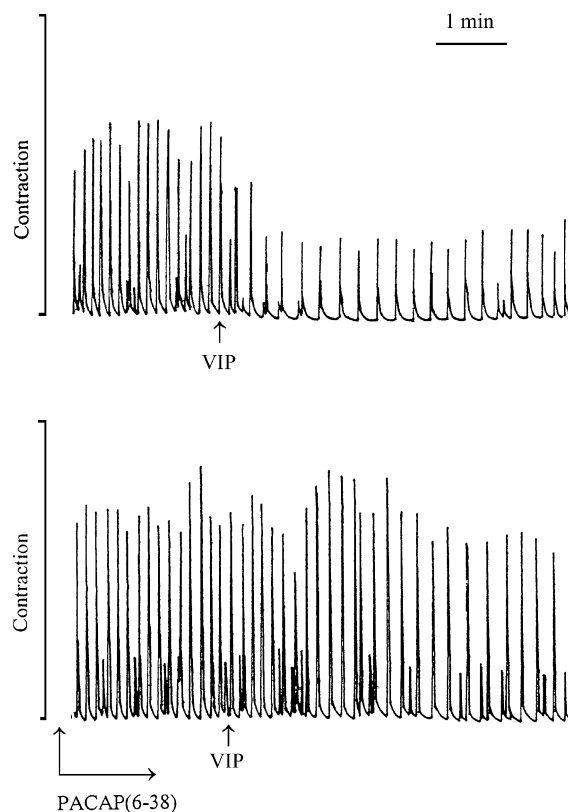 1 min
Contraction
VIP
Contraction
VIP
PACAP(6-38)